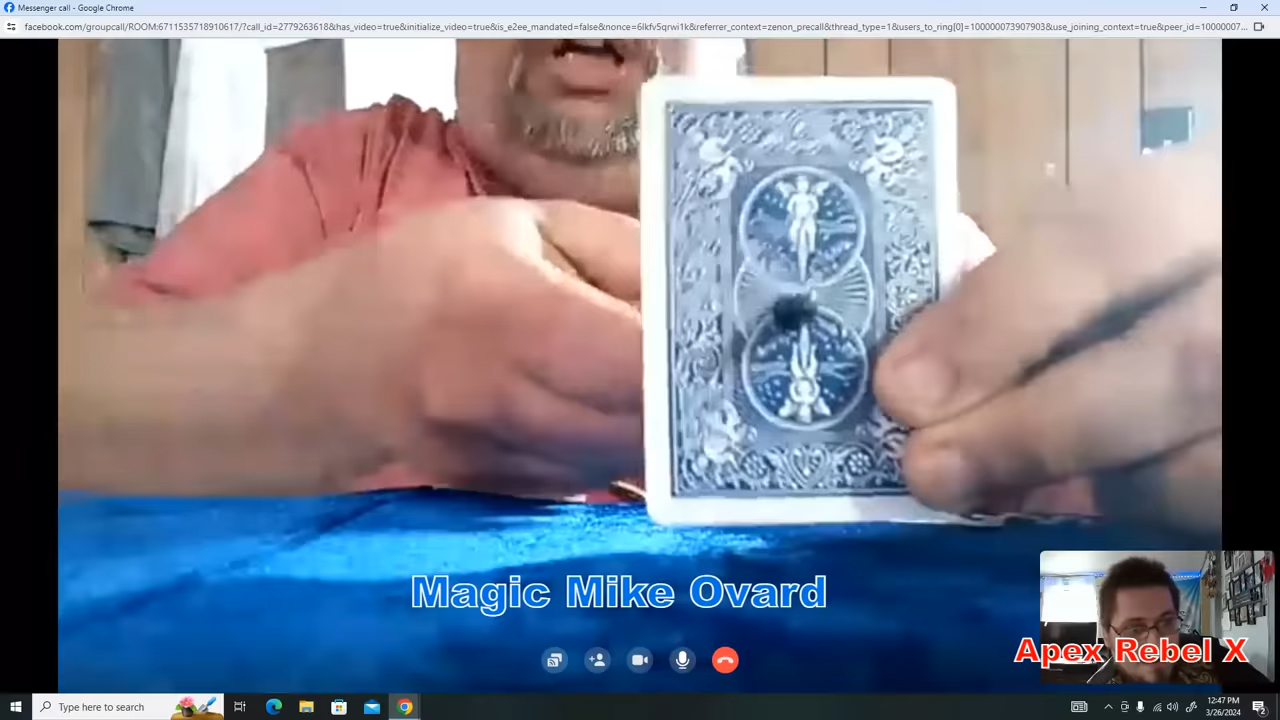 Messenger call - Google Chrome
facebook.com/groupcall/ROOM:6711535718910617/?call_id=2779263618&has_video=true&initialize_video=true&is_e2ee_mandated=false&nonce=6lkfv5qrwi1k&referrer_context=zenon_precall&thread_type=1&users_to_ring[0]=100000073907903&use_joining_context=true&peer_id=10000007...
Magic Mike Ovard
Apex Rebel X
Type here to search
12:47 PM
3/26/2024
2